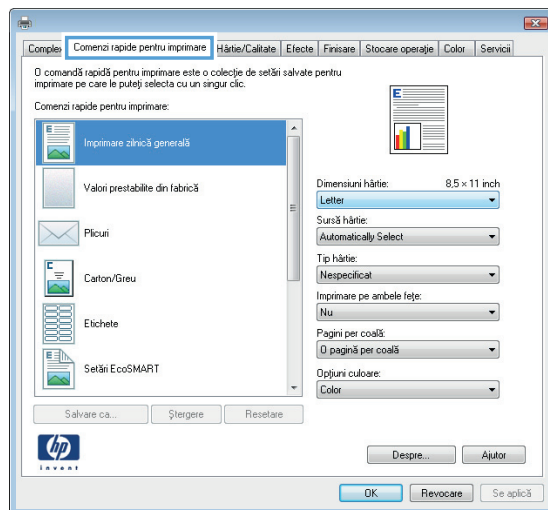 Complex Comenzi rapide pentru imprimare Hârtie/Calitate Efecte Finisare Stocare operaţie Color Servicii
O comandă rapidă pentru imprimare este o colecţie de setări salvate pentru
imprimare pe care le puteţi selecta cu un singur clic.
Comenzi rapide pentru imprimare:
Imprimare zilnică generală
Valori prestabilite din fabrică
Plicuri
Carton/Greu
Etichete
Setări EcoSMART
Salvare ca... Ştergere Resetare
E
Dimensiuni hârtie: 8,5 × 11 inch
Letter
Sursă hârtie:
Automatically Select
Tip hârtie:
Nespecificat
Imprimare pe ambele feţe:
Nu
Pagini per coală:
O pagină per coală
Opţiuni culoare:
Color
hp
invent
Despre... Ajutor
OK Revocare Se aplică